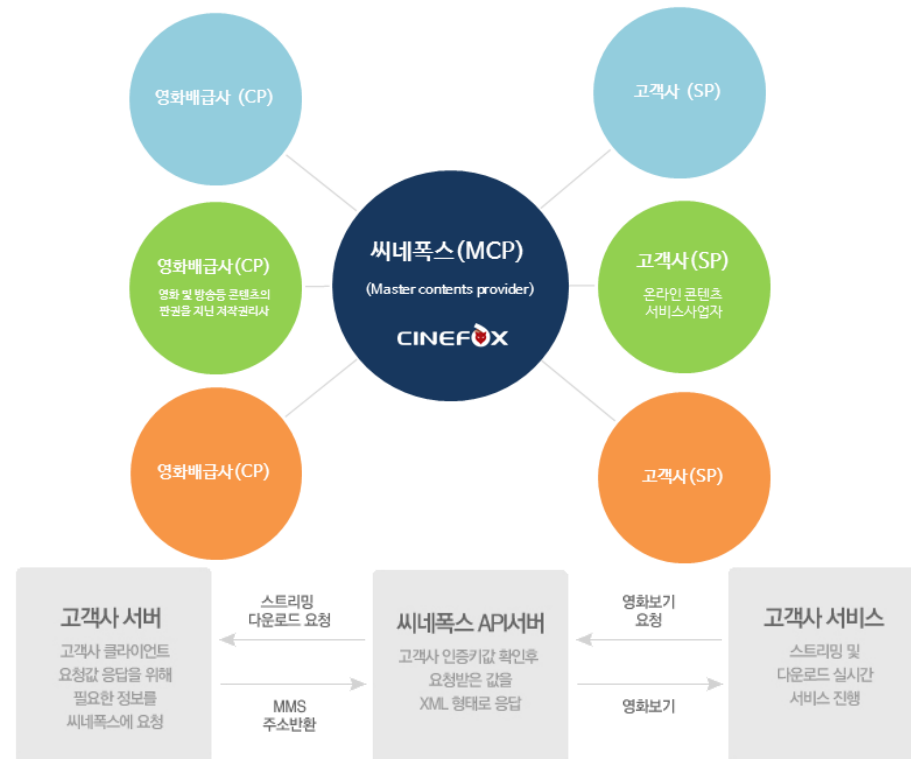 영화배급사 (CP)
고객사 (SP)
씨네폭스(MCP)
(Master contents provider)
CINEFOX
영화배급사(CP)
영화 및 방송등 콘텐츠의
판권을 지닌 저작권리사
고객사(SP)
온라인 콘텐츠
서비스사업자
영화배급사(CP)
고객사(SP)
고객사 서버
고객사 클라이언트
요청값 응답을 위해
필요한 정보를
씨네폭스에 요청
스트리밍
다운로드 요청
MMS
주소반환
씨네폭스 API서버
고객사 인증키값 확인후
요청받은 값을
XML 형태로 응답
영화보기
요청
영화보기
고객사 서비스
스트리밍 및
다운로드 실시간
서비스 진행